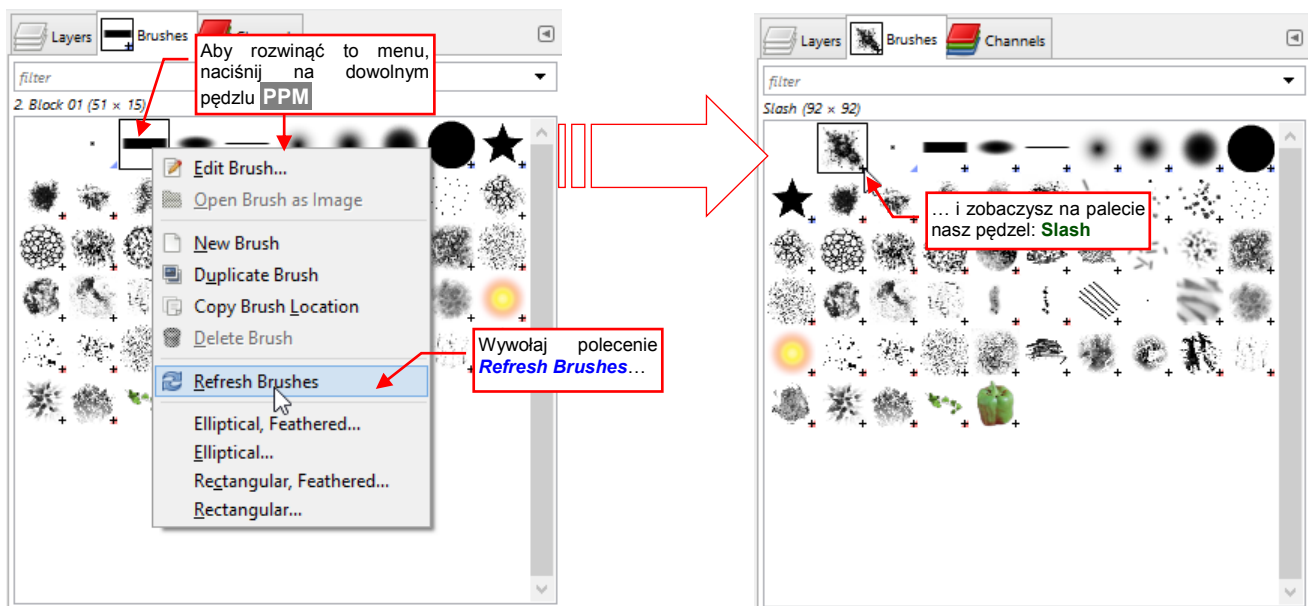 Layers
Brushes
Aby rozwinąć to menu,
naciśnij na dowolnym
pędzlu PPM
filter
2. Block 01 (51 × 15)
Edit Brush...
Open Brush as Image
New Brush
Duplicate Brush
Copy Brush Location
Delete Brush
Refresh Brushes
Elliptical, Feathered...
Elliptical...
Rectangular, Feathered...
Rectangular...
Wywołaj polecenie
Refresh Brushes…
Layers
Brushes
Channels
filter
Slash (92 × 92)
… i zobaczysz na palecie
nasz pędzel: Slash